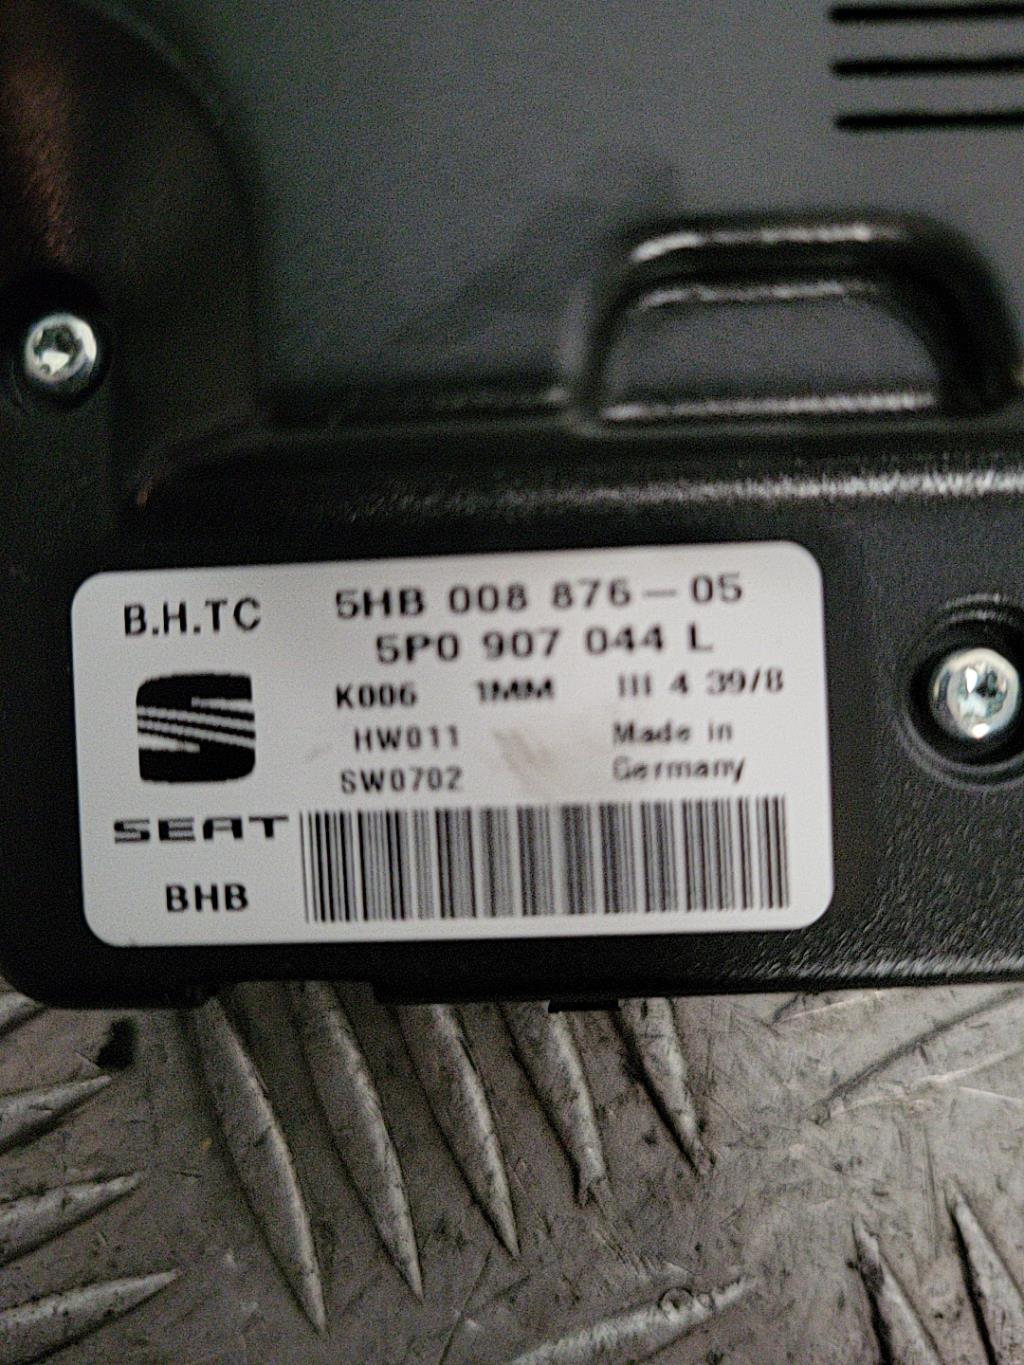 B.H.TC 5HB 008 876-05
5P0 907 044 L
K006 1MM III 4 39/8
HW011 Made in
SW0702 Germany
SEAT
BHB